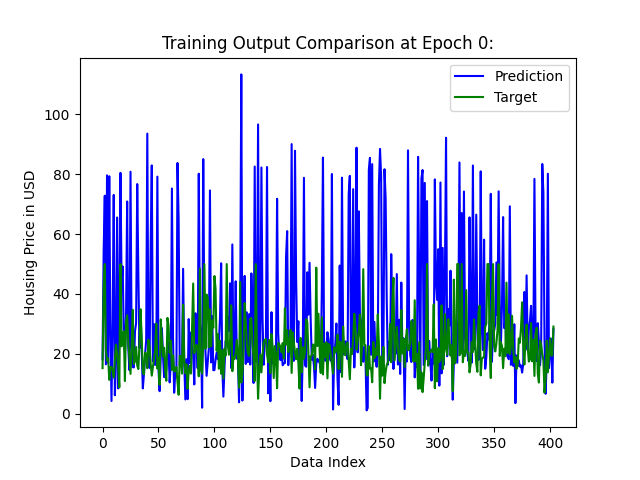 Training Output Comparison at Epoch 0:
Prediction
Target
Housing Price in USD
100
80
60
40
20
0
0 50 100 150 200 250 300 350 400
Data Index